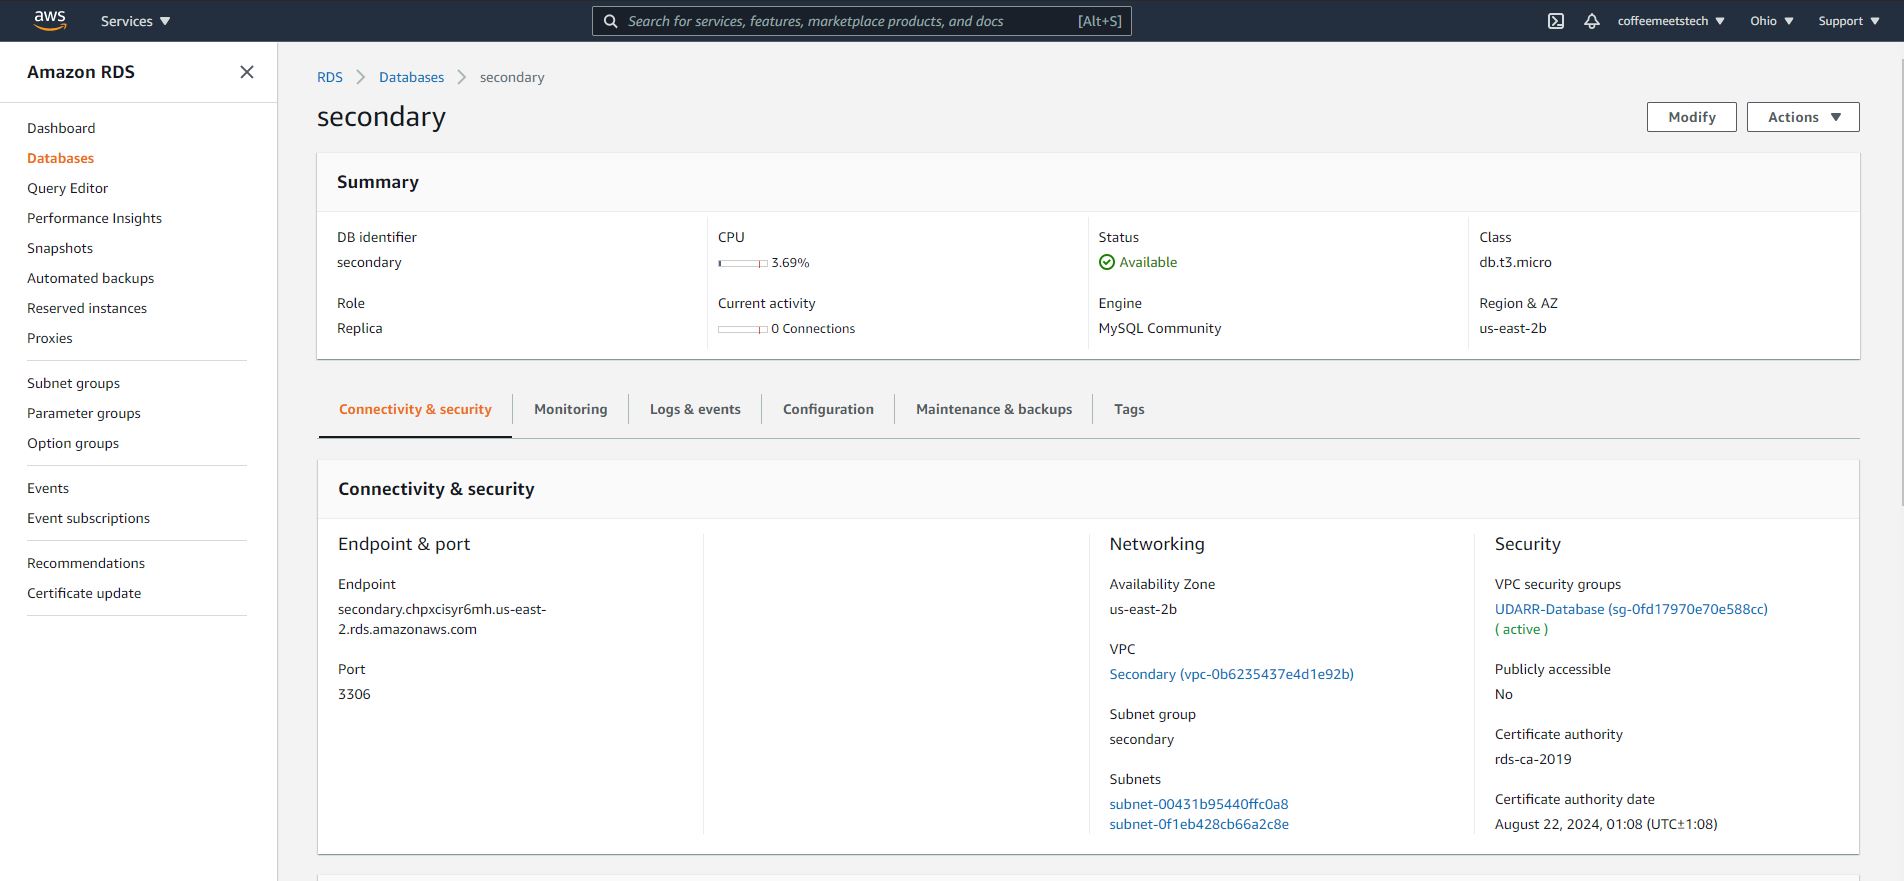 aws
Services
Search for services, features, marketplace products, and docs [Alt+S]
coffeemeetstech
Ohio
Support
Amazon RDS
Dashboard
Databases
Query Editor
Performance Insights
Snapshots
Automated backups
Reserved instances
Proxies
Subnet groups
Parameter groups
Option groups
Events
Event subscriptions
Recommendations
Certificate update
RDS
Databases
secondary
secondary
Modify
Actions
Summary
DB identifier
secondary
CPU
3.69%
Status
Available
Class
db.t3.micro
Role
Replica
Current activity
0 Connections
Engine
MySQL Community
Region & AZ
us-east-2b
Connectivity & security
Monitoring
Logs & events
Configuration
Maintenance & backups
Tags
Connectivity & security
Endpoint & port
Endpoint
secondary.chpxcisyr6mh.us-east-
2.rds.amazonaws.com
Port
3306
Networking
Availability Zone
us-east-2b
VPC
Secondary (vpc-0b6235437e4d1e92b)
Subnet group
secondary
Subnets
subnet-00431b95440ffc0a8
subnet-0f1eb428cb66a2c8e
Security
VPC security groups
UDARR-Database (sg-0fd17970e70e588cc)
( active )
Publicly accessible
No
Certificate authority
rds-ca-2019
Certificate authority date
August 22, 2024, 01:08 (UTC±1:08)